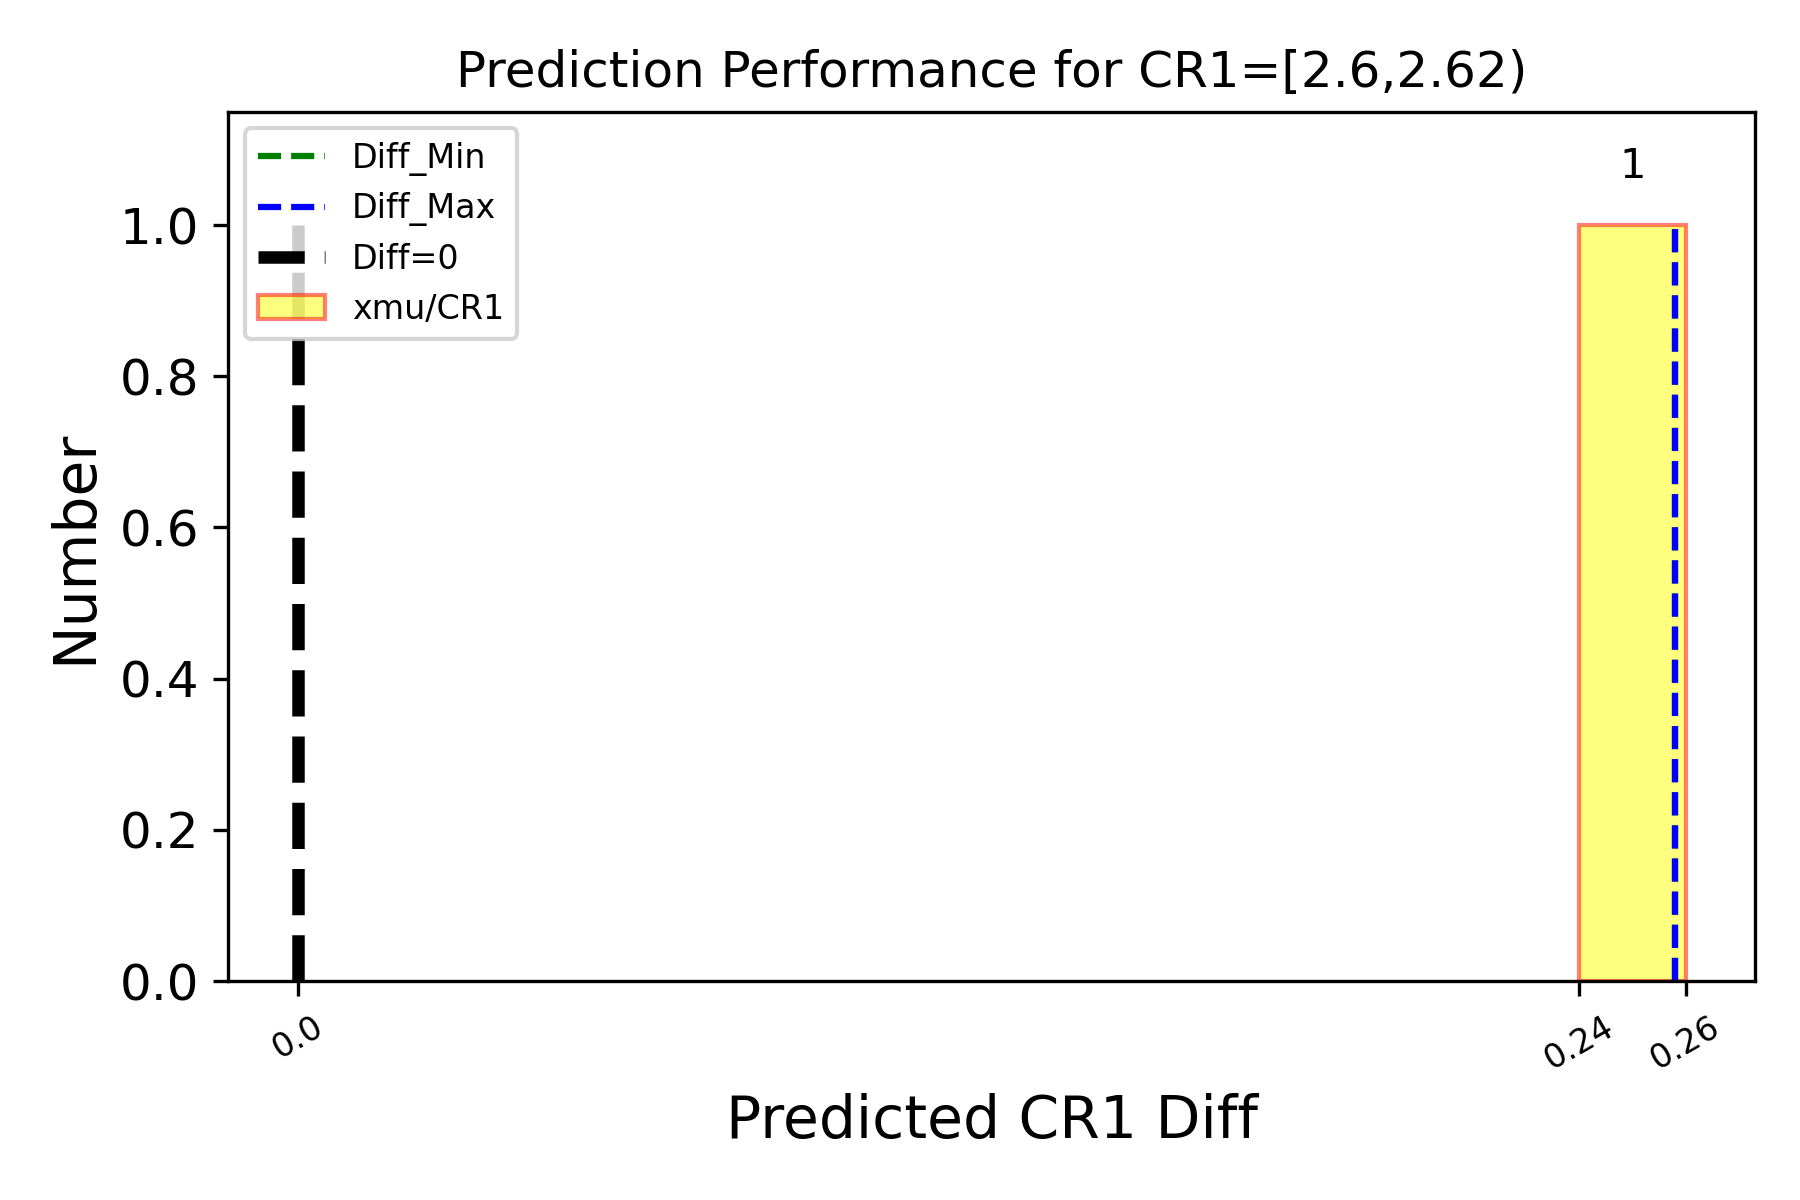 Prediction Performance for CR1=[2.6,2.62)
Diff_Min
Diff_Max
Diff=0
xmu/CR1
1
1.0
0.8
0.6
0.4
0.2
0.0
Number
0.0
0.24
0.26
Predicted CR1 Diff